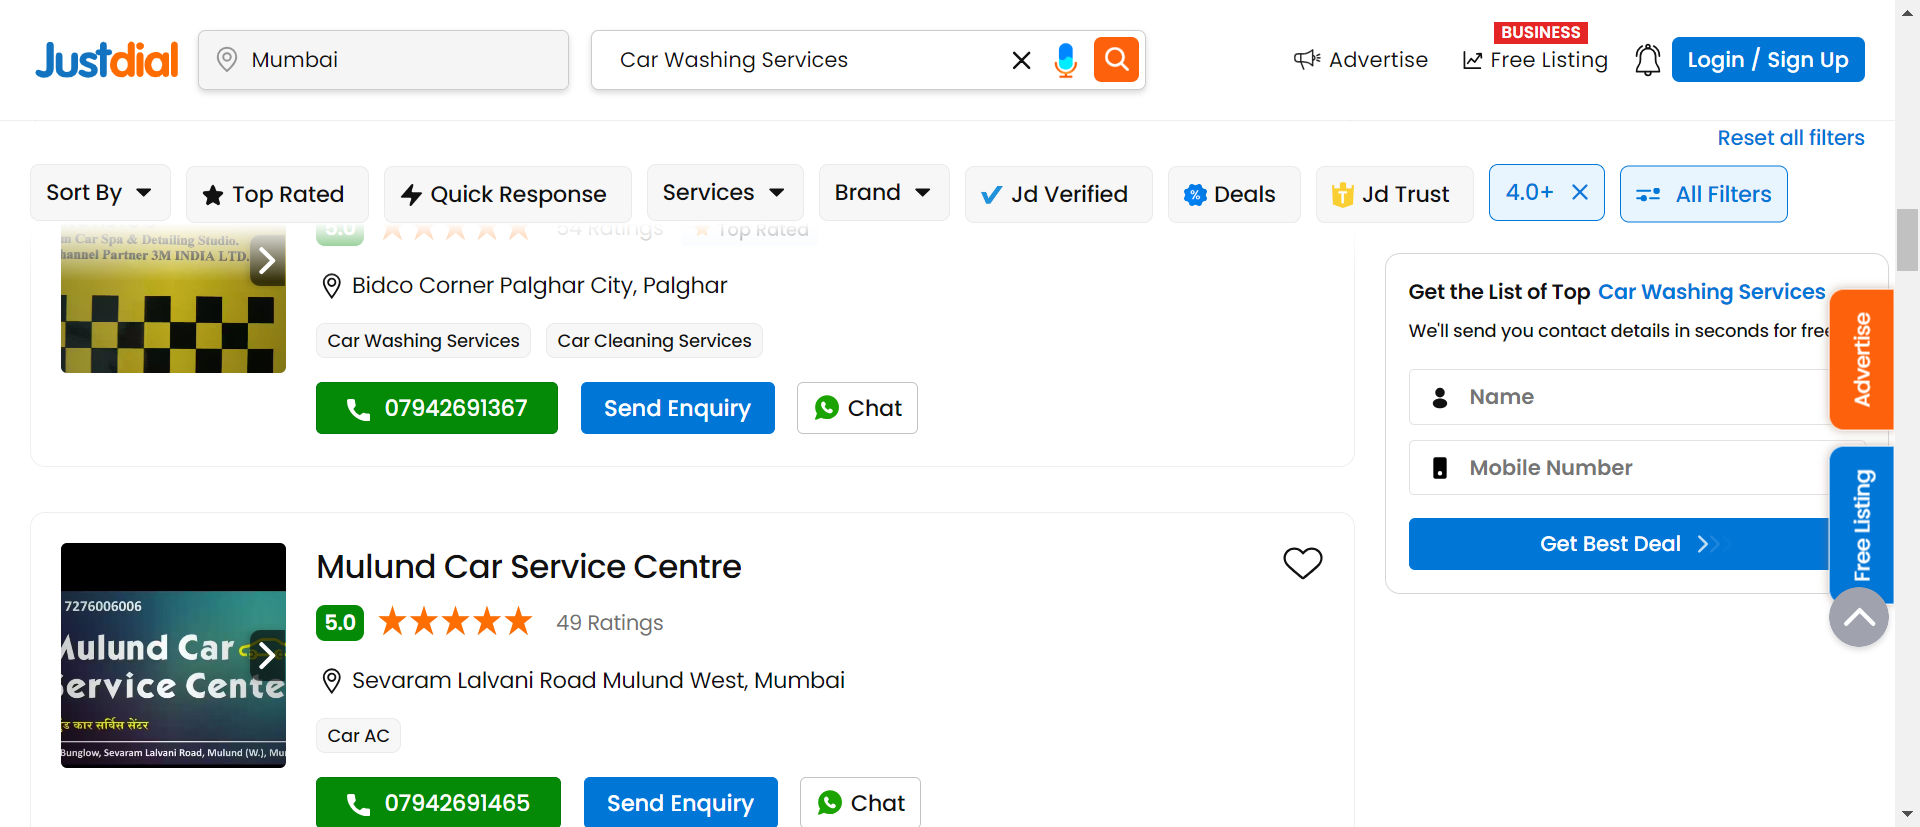 Justdial
Mumbai
Car Washing Services
Advertise
BUSINESS
Free Listing
Login / Sign Up
Reset all filters
Sort By
Top Rated
Quick Response
Services
Brand
Jd Verified
Deals
Jd Trust
4.0+
All Filters
m Car Spa & Detailing Studio.
hannel Partner 3M INDIA LTD.
5.0
54 Ratings
Top Rated
Bidco Corner Palghar City, Palghar
Car Washing Services
Car Cleaning Services
07942691367
Send Enquiry
Chat
Get the List of Top Car Washing Services
We'll send you contact details in seconds for free
Name
Mobile Number
Get Best Deal
Advertise
Free Listing
7276006006
Mulund Car
Service Cente
ंड कार सर्विस सेंटर
Bunglow, Sevaram Lalvani Road, Mulund (W.), Mu
Mulund Car Service Centre
5.0
49 Ratings
Sevaram Lalvani Road Mulund West, Mumbai
Car AC
07942691465
Send Enquiry
Chat